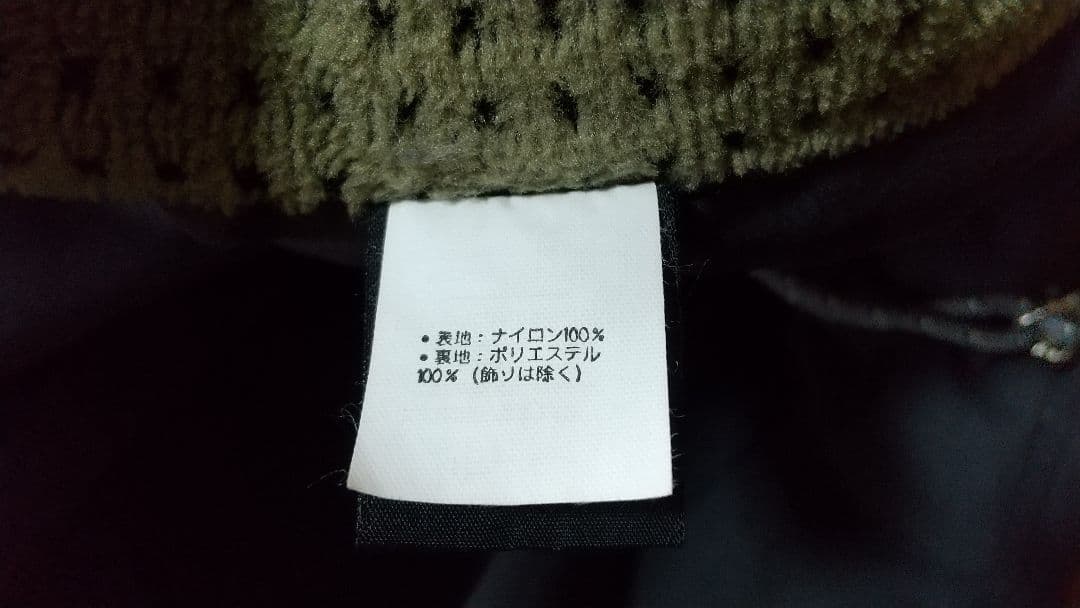 • 表地：ナイロン100%
• 裏地：ポリエステル
100% (飾ソは除く)